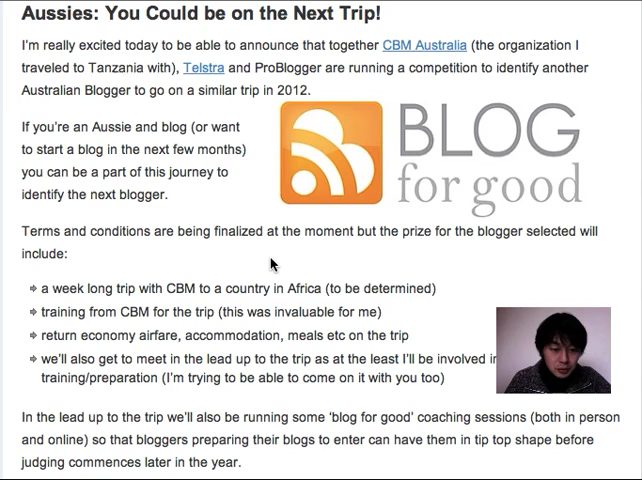 Aussies: You Could be on the Next Trip!
I'm really excited today to be able to announce that together CBM Australia (the organization I
traveled to Tanzania with), Telstra and ProBlogger are running a competition to identify another
Australian Blogger to go on a similar trip in 2012.
If you're an Aussie and blog (or want
to start a blog in the next few months)
you can be a part of this journey to
identify the next blogger.
BLOG
for good
Terms and conditions are being finalized at the moment but the prize for the blogger selected will
include:
a week long trip with CBM to a country in Africa (to be determined)
training from CBM for the trip (this was invaluable for me)
return economy airfare, accommodation, meals etc on the trip
we'll also get to meet in the lead up to the trip as at the least I'll be involved in
training/preparation (I'm trying to be able to come on it with you too)
In the lead up to the trip we'll also be running some 'blog for good' coaching sessions (both in person
and online) so that bloggers preparing their blogs to enter can have them in tip top shape before
judging commences later in the year.